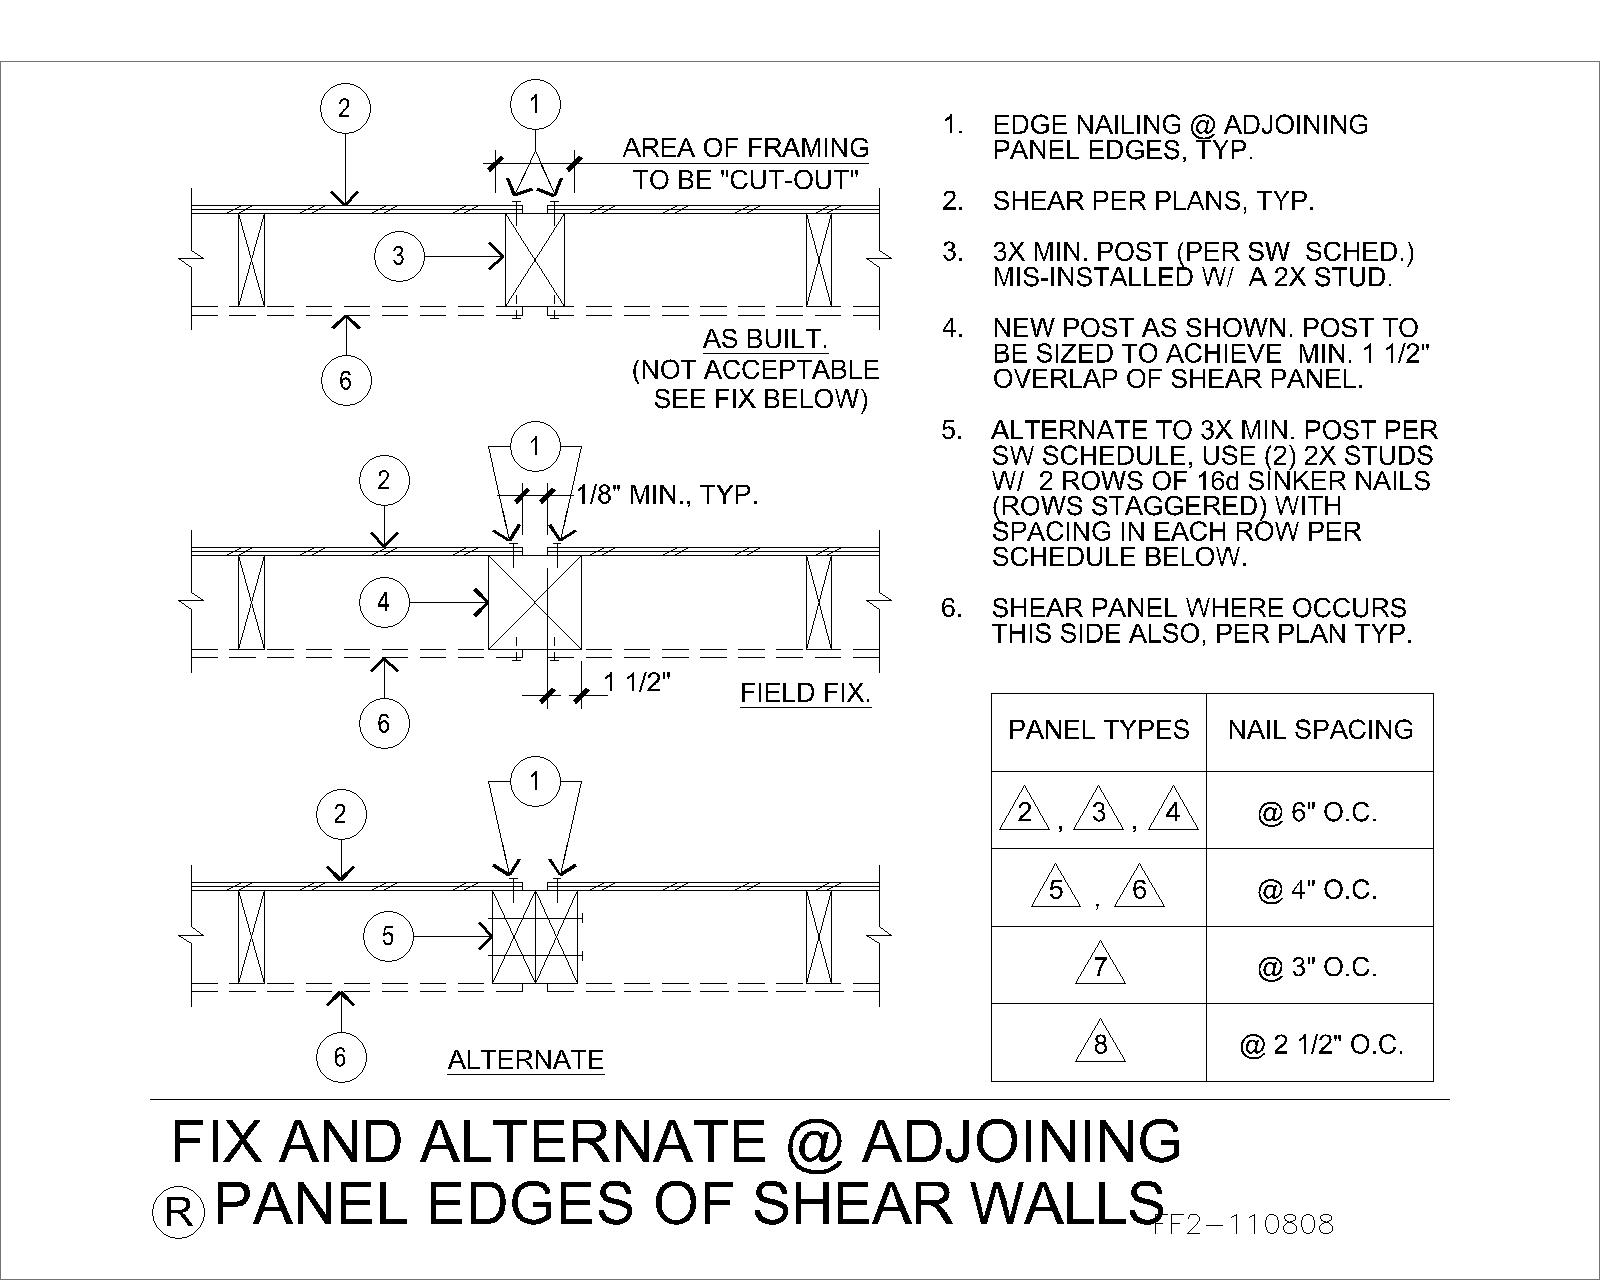 2
1
AREA OF FRAMING
TO BE "CUT-OUT"
3
6
AS BUILT.
(NOT ACCEPTABLE
SEE FIX BELOW)
1
2
1/8" MIN., TYP.
4
6
1 1/2"
FIELD FIX.
1
2
5
6
ALTERNATE
1. EDGE NAILING @ ADJOINING
PANEL EDGES, TYP.
2. SHEAR PER PLANS, TYP.
3. 3X MIN. POST (PER SW SCHED.)
MIS-INSTALLED W/ A 2X STUD.
4. NEW POST AS SHOWN. POST TO
BE SIZED TO ACHIEVE MIN. 1 1/2"
OVERLAP OF SHEAR PANEL.
5. ALTERNATE TO 3X MIN. POST PER
SW SCHEDULE, USE (2) 2X STUDS
W/ 2 ROWS OF 16d SINKER NAILS
(ROWS STAGGERED) WITH
SPACING IN EACH ROW PER
SCHEDULE BELOW.
6. SHEAR PANEL WHERE OCCURS
THIS SIDE ALSO, PER PLAN TYP.
PANEL TYPES NAIL SPACING
2 , 3 , 4 @ 6" O.C.
5 , 6 @ 4" O.C.
7 @ 3" O.C.
8 @ 2 1/2" O.C.
FIX AND ALTERNATE @ ADJOINING
R PANEL EDGES OF SHEAR WALLS
FF2-110808